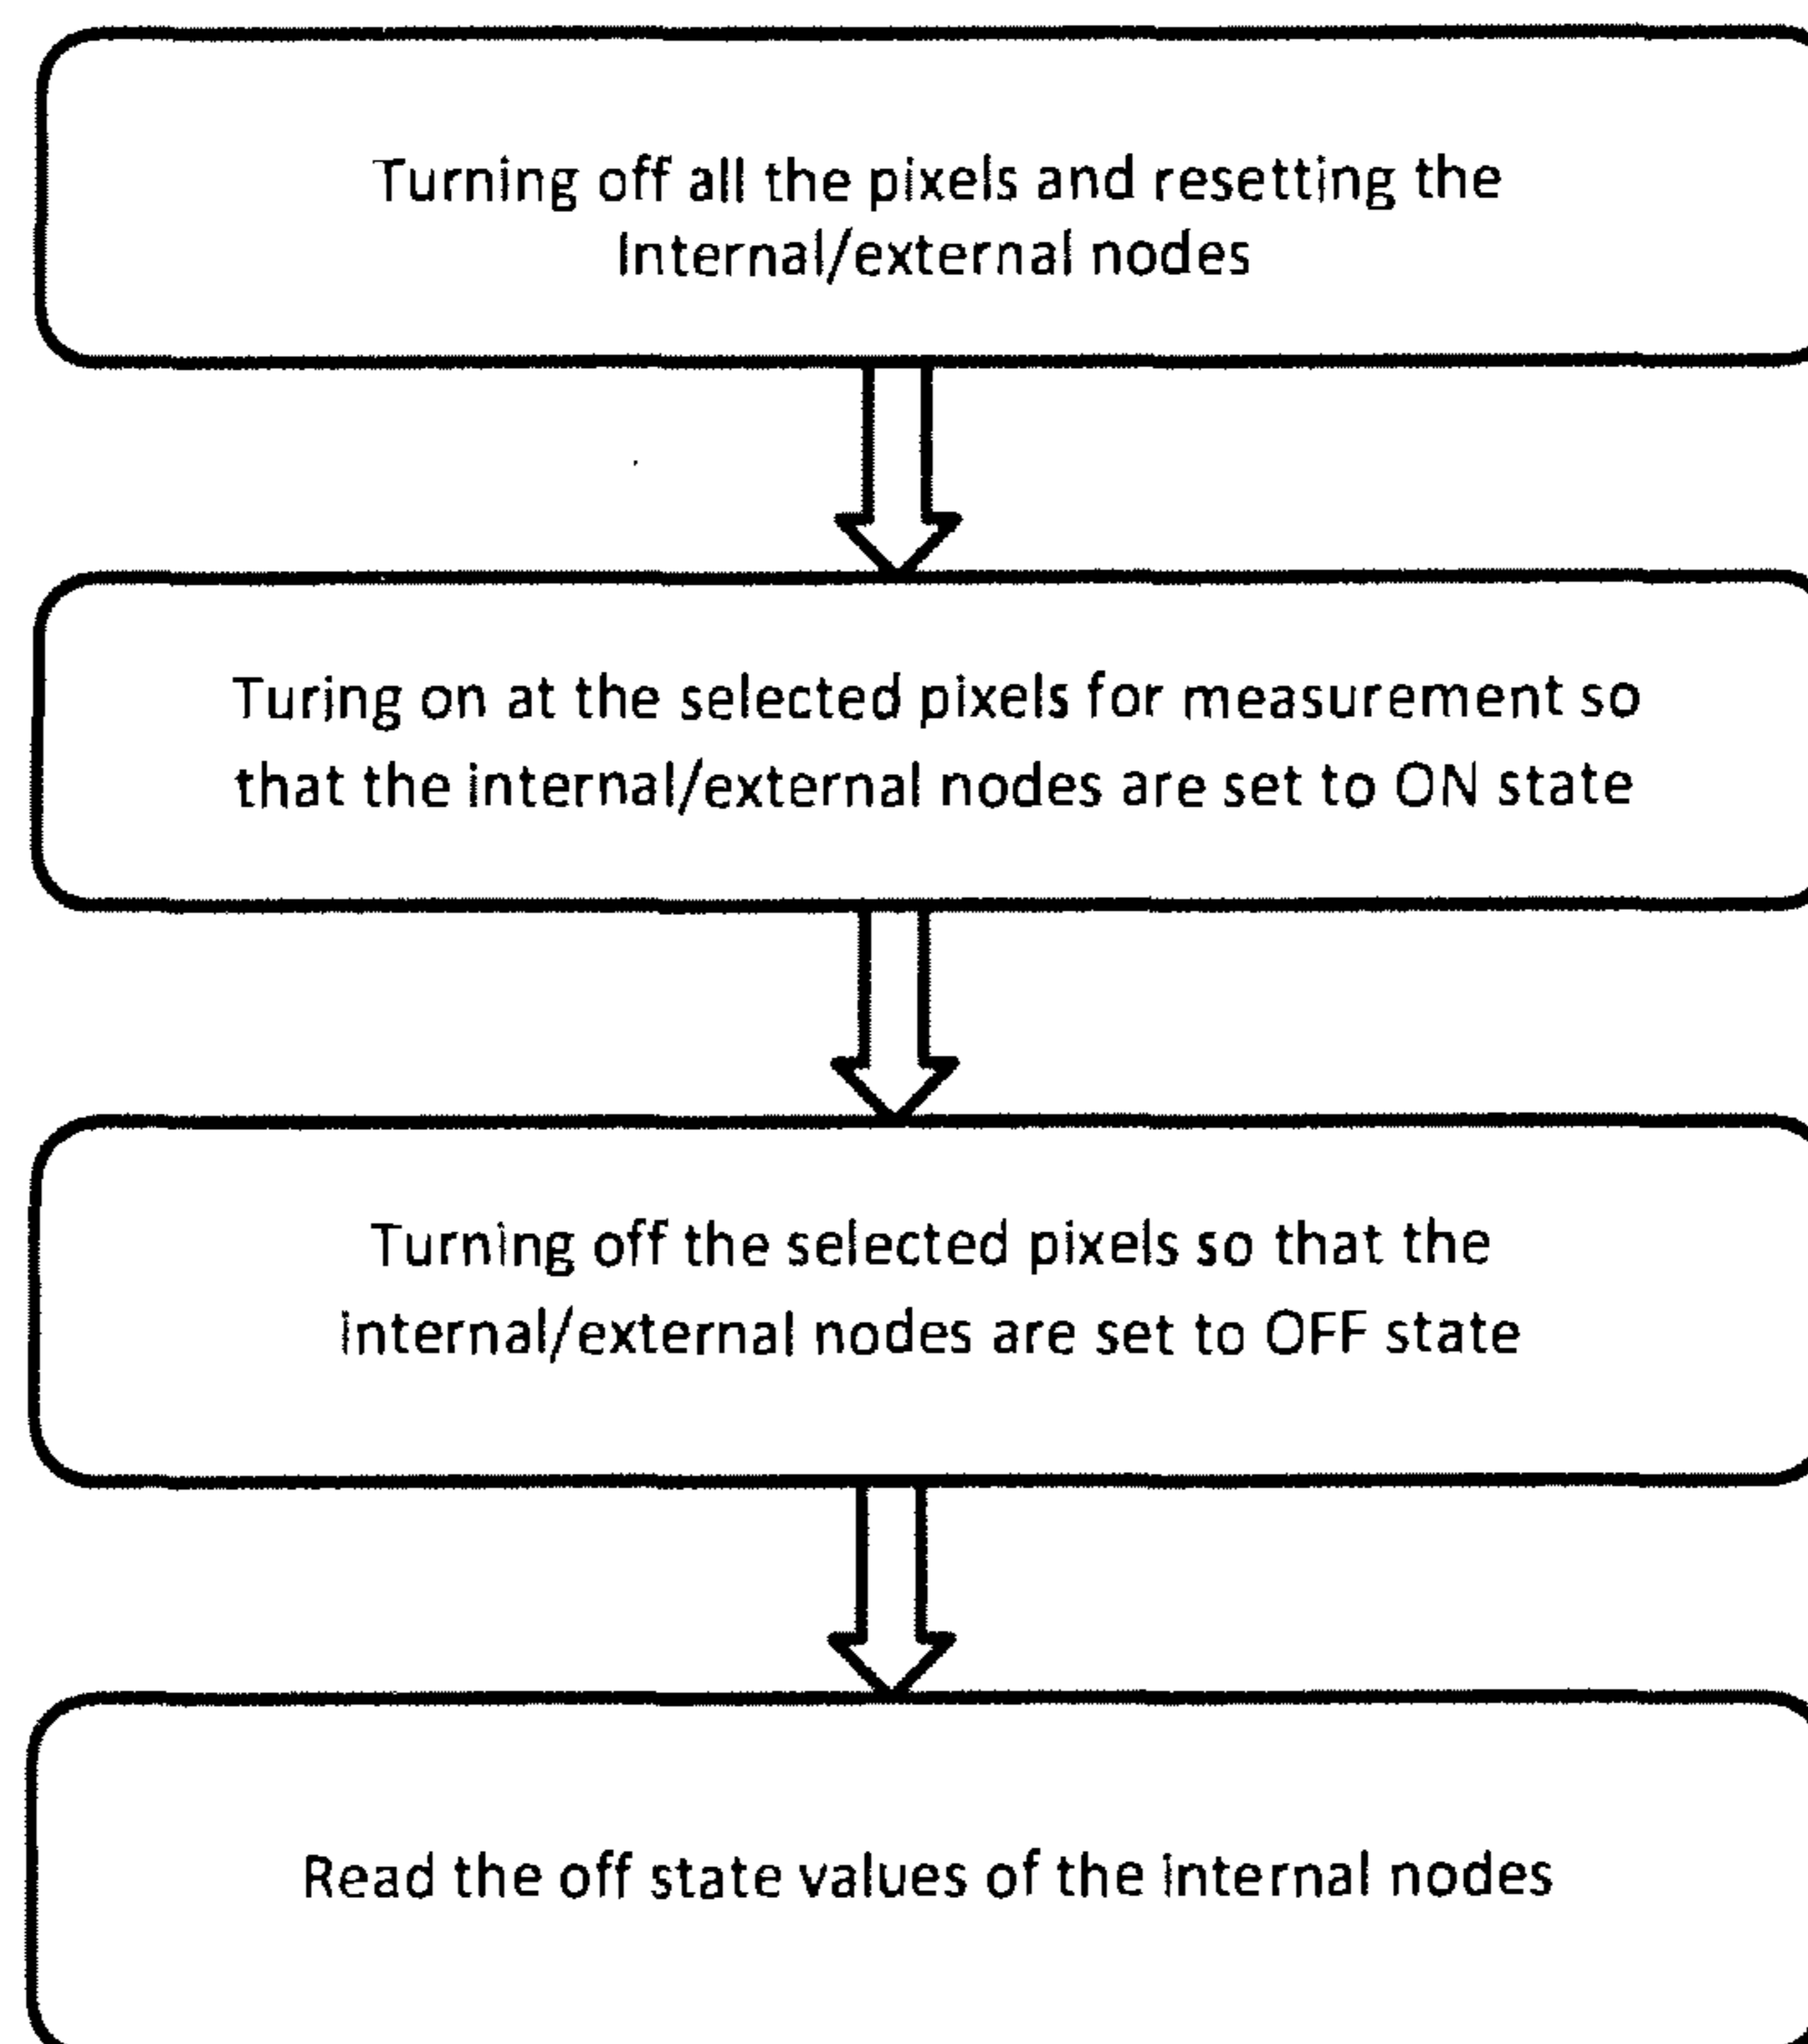 Turning off all the pixels and resetting the
Internal/external nodes
Turing on at the selected pixels for measurement so
that the internal/external nodes are set to ON state
Turning off the selected pixels so that the
internal/external nodes are set to OFF state
Read the off state values of the internal nodes